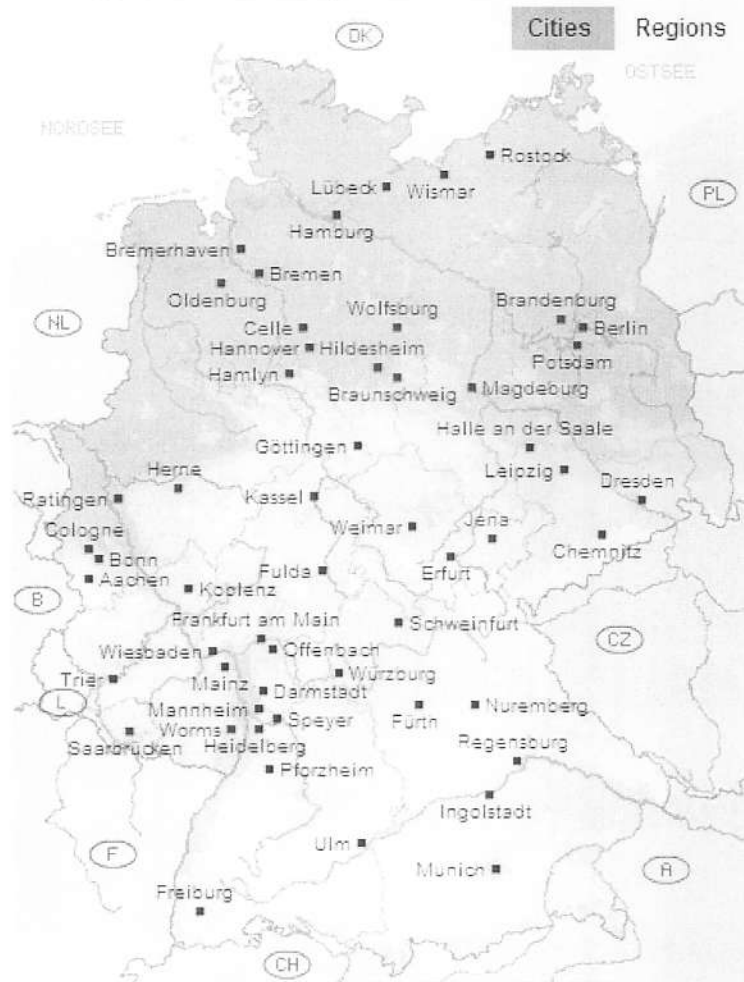 DK
Cities Regions
OSTSEE
NORDSEE
Rostock
Lübeck
Wismar
PL
Hamburg
Bremerhaven
Bremen
Oldenburg
Wolfsburg
Brandenburg
NL
Celle
Berlin
Hannover
Hildesheim
Potsdam
Hamlyn
Braunschweig
Magdeburg
Halle an der Saale
Göttingen
Leipzig
Herne
Dresden
Ratingen
Kassel
Weimar
Jena
Cologne
Chemnitz
Bonn
Erfurt
Aachen
Fulda
Koblenz
B
Frankfurt am Main
Schweinfurt
CZ
Wiesbaden
Offenbach
Trier
Mainz
Würzburg
Darmstadt
L
Mannheim
Speyer
Fürth
Nuremberg
Worms
Saarbrücken
Heidelberg
Regensburg
Pforzheim
Ingolstadt
Ulm
F
Munich
A
Freiburg
CH